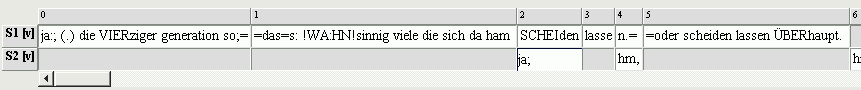 0 1 2 3 4 5 6
S1 [v] ja:; (.) die VIERziger generation so;= =das=s: !WA:HN!sinnig viele die sich da ham SCHEIden lasse n.= =oder scheiden lassen ÜBERhaupt.
S2 [v] ja; hm, h